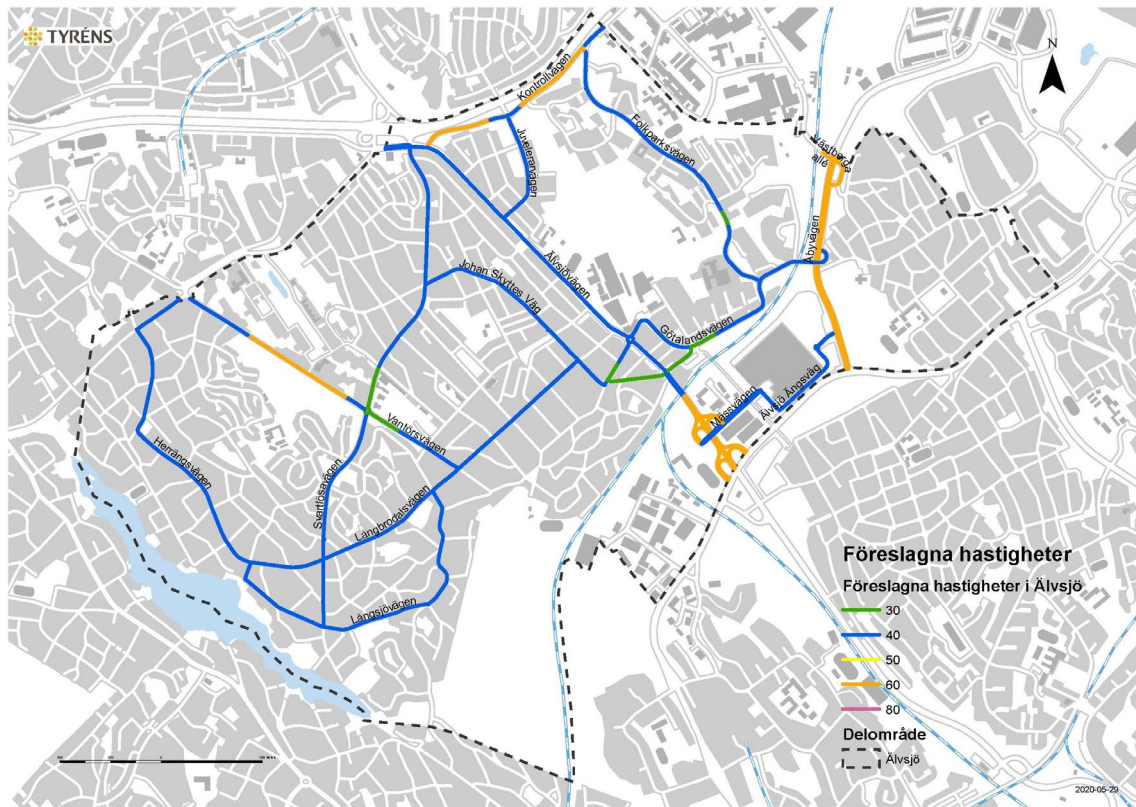 TYRÉNS
N
Kontrollvägen
Juvelerarvägen
Folkparksvägen
Västberga
allé
Åbyvägen
Älvsjövägen
Johan Skyttes Väg
Götalandsvägen
Mässvägen
Älvsjö Ängsväg
Vantörsvägen
Herrängsvägen
Svartlösavägen
Långbrodalsvägen
Långsjövägen
Föreslagna hastigheter
Föreslagna hastigheter i Älvsjö
30
40
50
60
80
Delområde
Älvsjö
2020-05-29